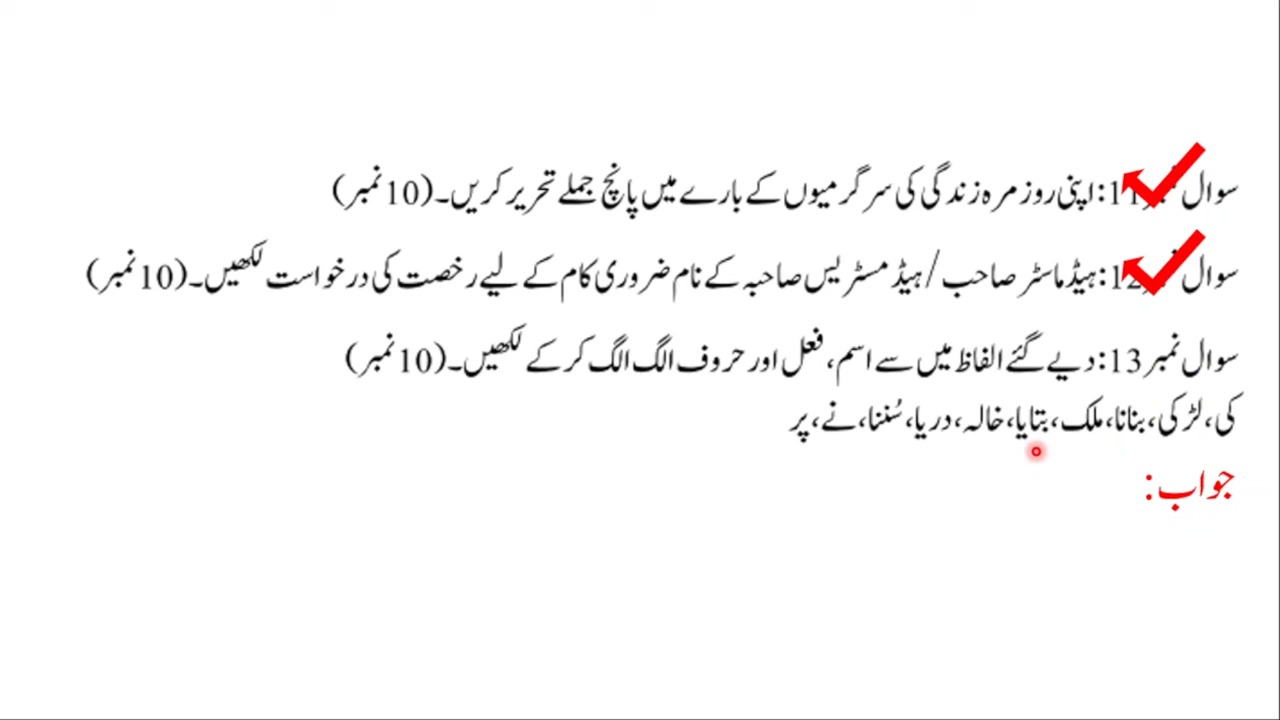 سوال 11: اپنی روز مرہ زندگی کی سرگرمیوں کے بارے میں پانچ جملے تحریر کریں۔ (10 نمبر)
سوال 12: ہیڈ ماسٹر صاحب / ہیڈ مسٹریس صاحبہ کے نام ضروری کام کے لیے رخصت کی درخواست لکھیں۔ (10 نمبر)
سوال نمبر 13: دیے گئے الفاظ میں سے اسم، فعل اور حروف الگ الگ کر کے لکھیں۔ (10 نمبر)
کی، لڑکی، بنانا، ملک، بتایا، خالہ، دریا، سُننا، نے، پر
جواب: